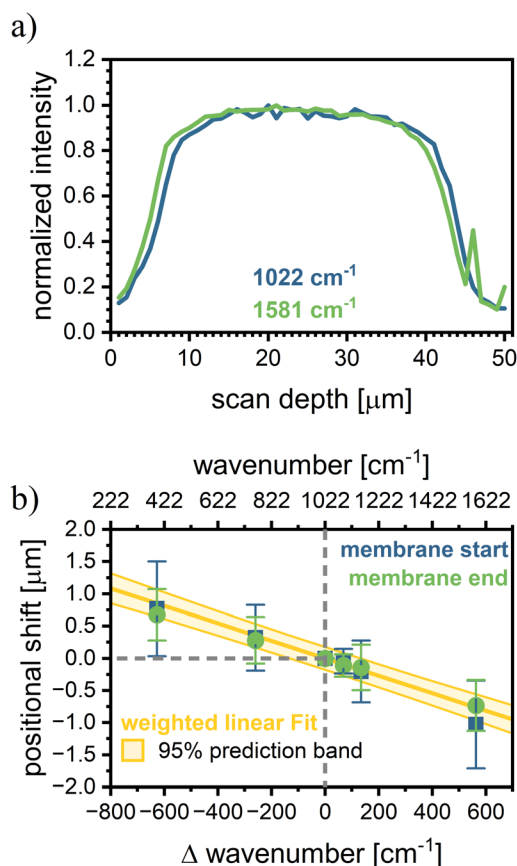 a)
1.2
1.0
0.8
0.6
0.4
0.2
0.0
normalized intensity
1022 cm⁻¹
1581 cm⁻¹
0 10 20 30 40 50
scan depth [μm]
wavenumber [cm⁻¹]
b)
222 422 622 822 1022 1222 1422 1622
2.0
1.5
1.0
0.5
0.0
−0.5
−1.0
−1.5
−2.0
positional shift [μm]
membrane start
membrane end
weighted linear Fit
95% prediction band
−800 −600 −400 −200 0 200 400 600
Δ wavenumber [cm⁻¹]